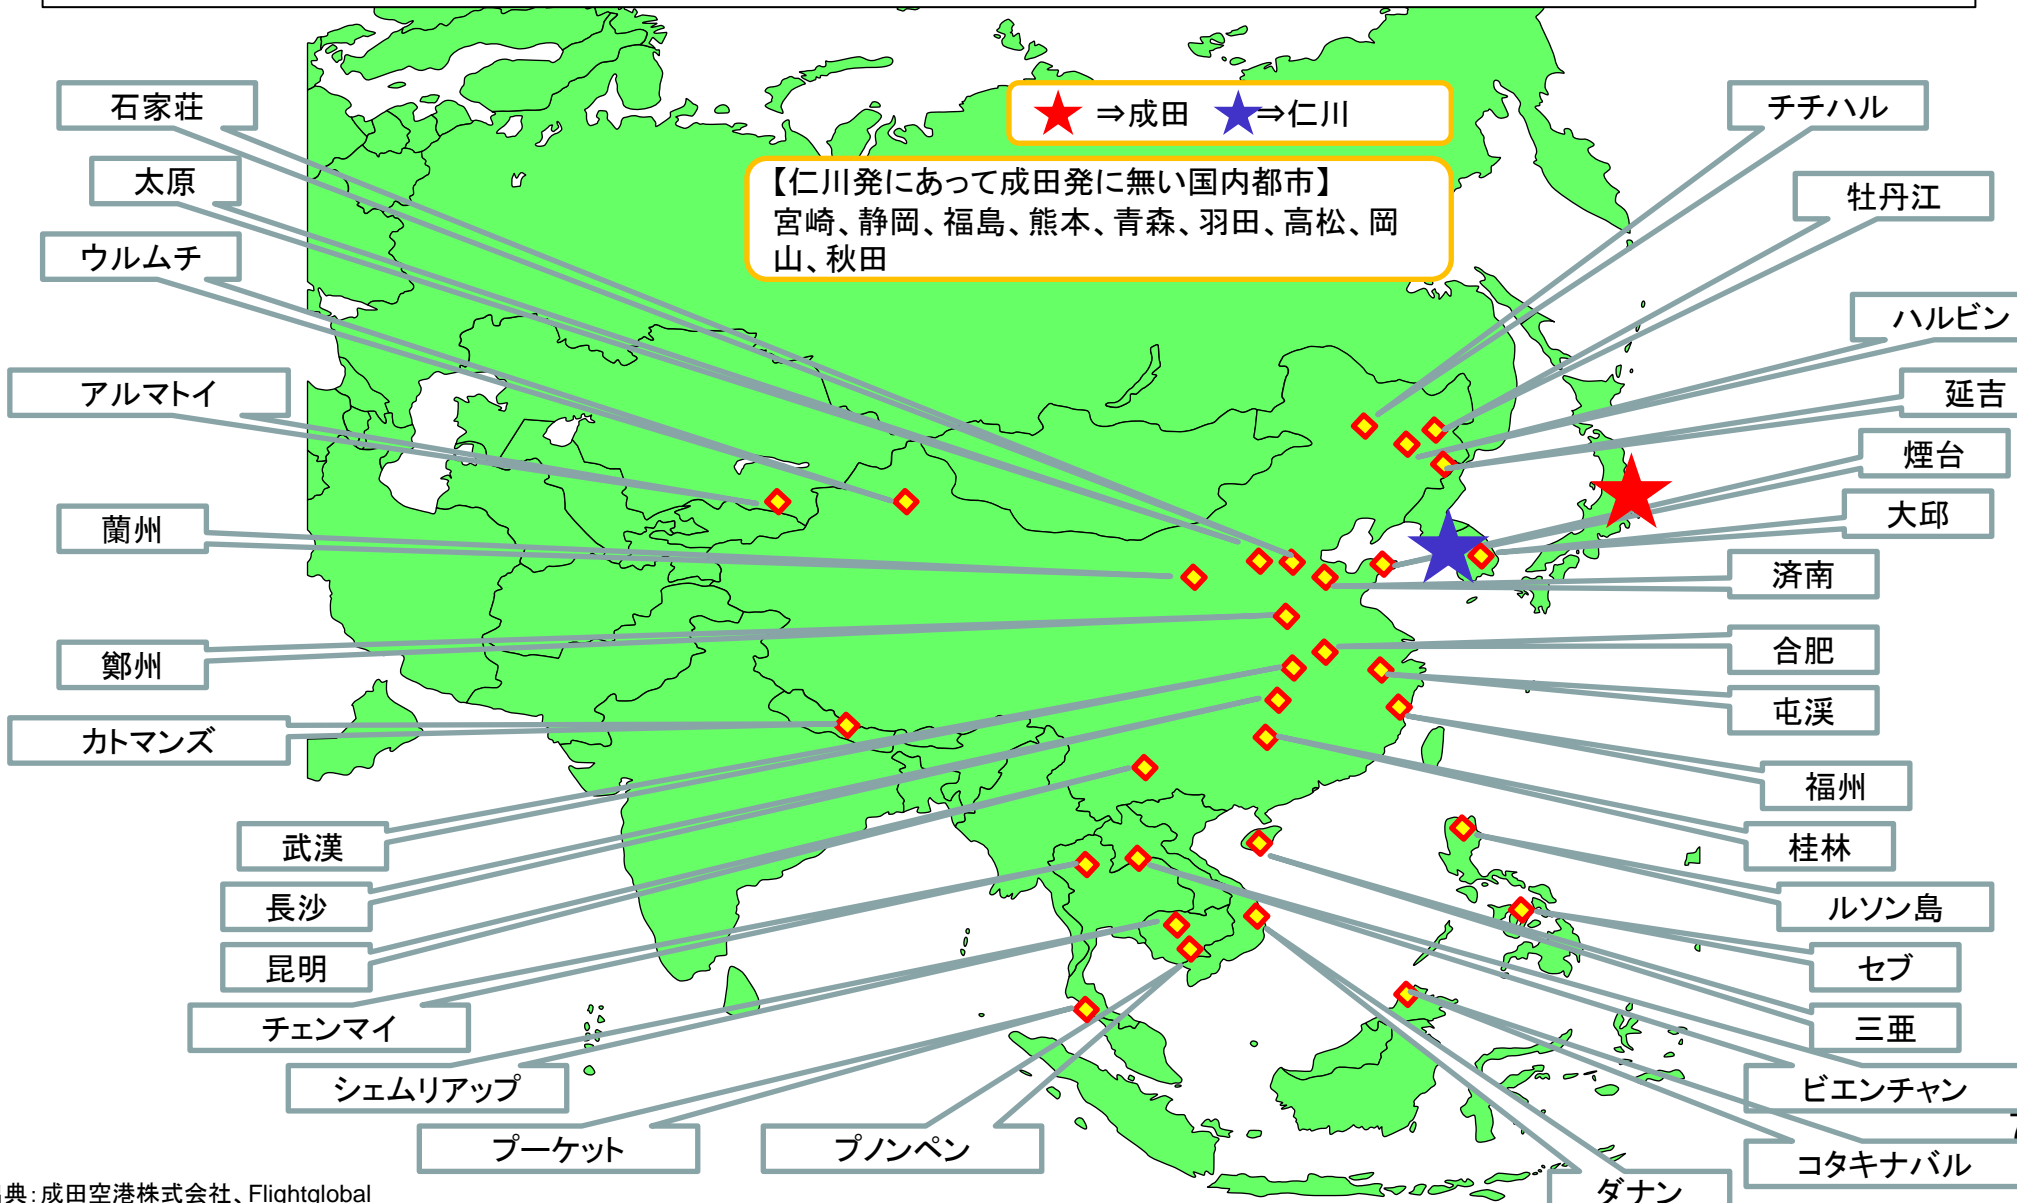 石家荘
太原
ウルムチ
アルマトイ
蘭州
鄭州
カトマンズ
武漢
長沙
昆明
チェンマイ
シェムリアップ
プーケット
プノンペン
⇒成田 ⇒仁川
【仁川発にあって成田発に無い国内都市】
宮崎、静岡、福島、熊本、青森、羽田、高松、岡
山、秋田
チチハル
牡丹江
ハルビン
延吉
煙台
大邱
済南
合肥
屯渓
福州
桂林
ルソン島
セブ
三亜
ビエンチャン
コタキナバル
ダナン
典：成田空港株式会社、Flightglobal